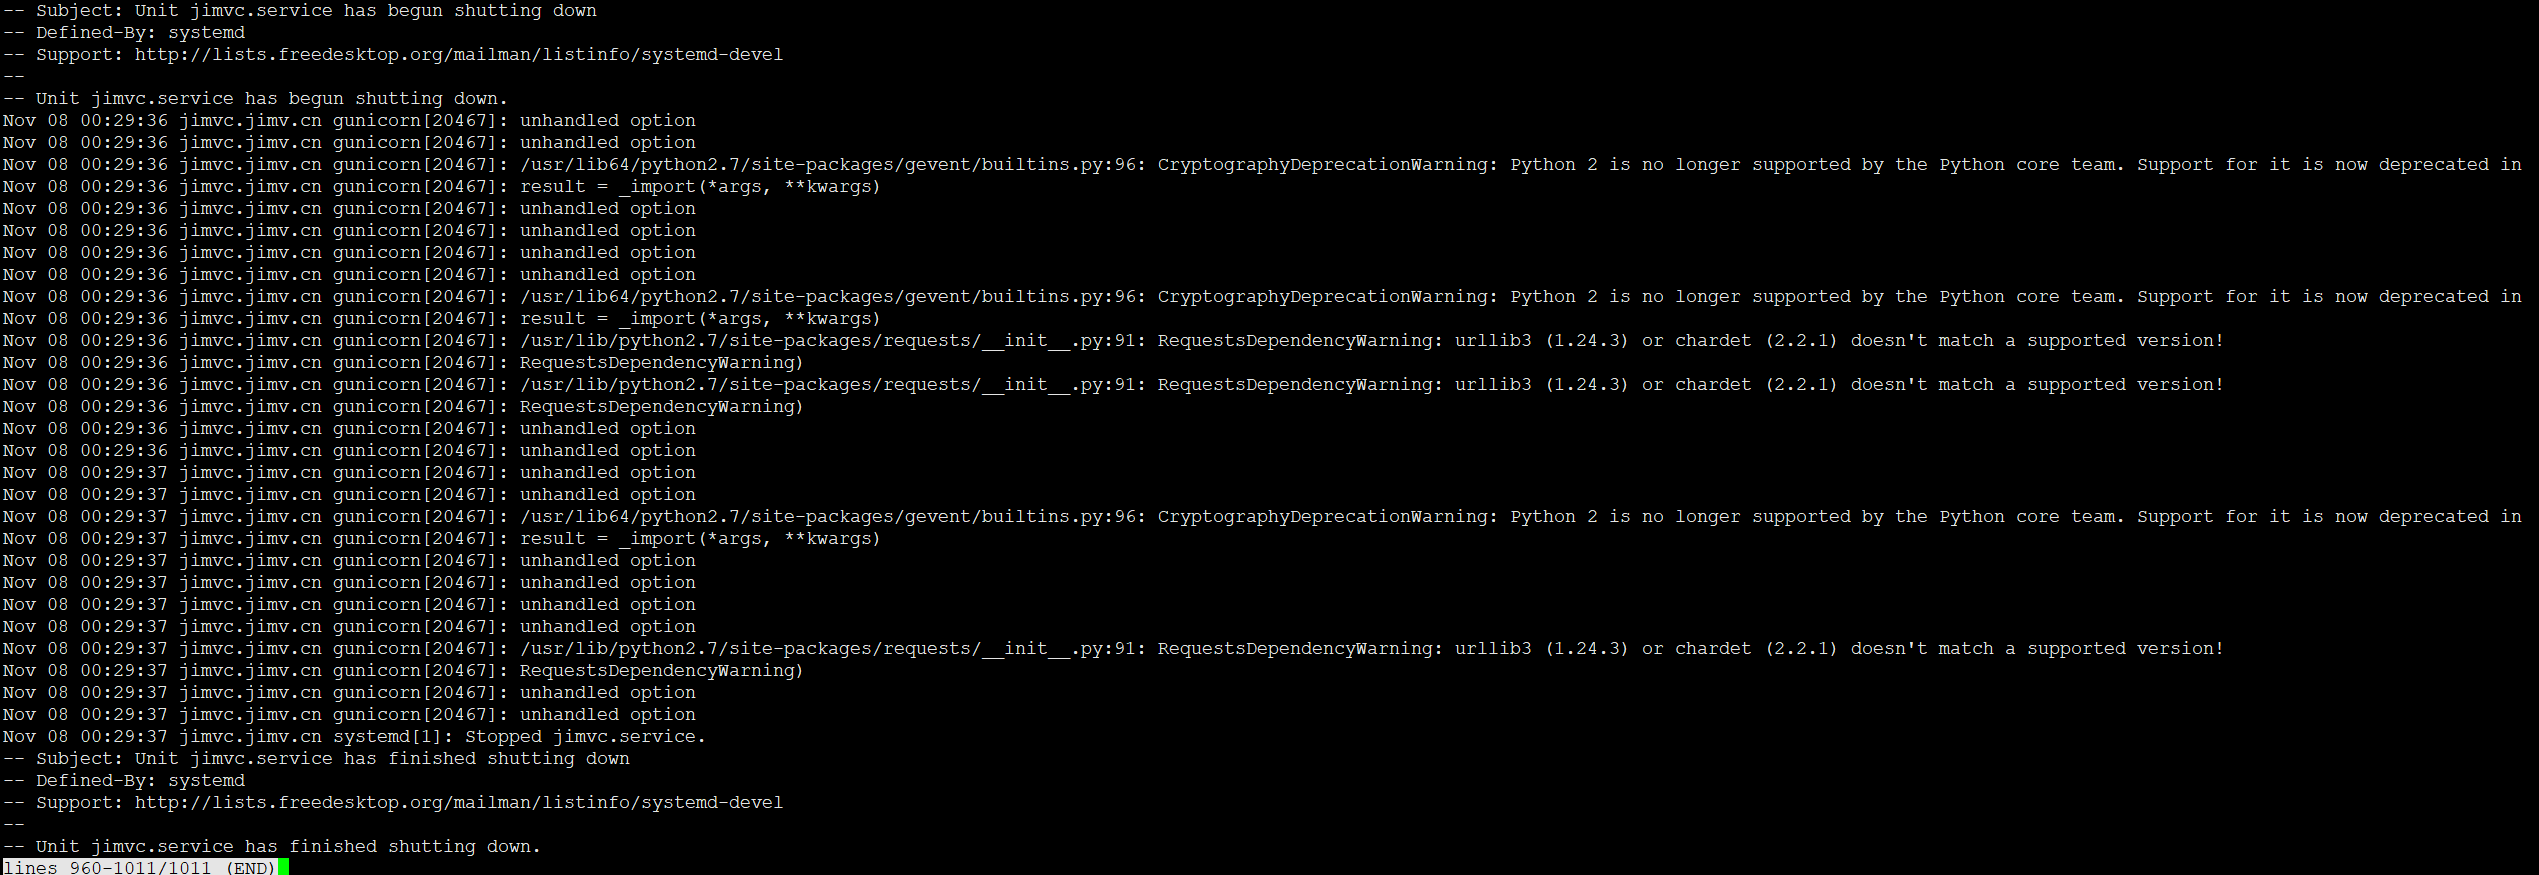 -- Subject: Unit jimvc.service has begun shutting down
-- Defined-By: systemd
-- Support: http://lists.freedesktop.org/mailman/listinfo/systemd-devel
--
-- Unit jimvc.service has begun shutting down.
Nov 08 00:29:36 jimvc.jimv.cn gunicorn[20467]: unhandled option
Nov 08 00:29:36 jimvc.jimv.cn gunicorn[20467]: unhandled option
Nov 08 00:29:36 jimvc.jimv.cn gunicorn[20467]: /usr/lib64/python2.7/site-packages/gevent/builtins.py:96: CryptographyDeprecationWarning: Python 2 is no longer supported by the Python core team. Support for it is now deprecated in
Nov 08 00:29:36 jimvc.jimv.cn gunicorn[20467]: result = _import(*args, **kwargs)
Nov 08 00:29:36 jimvc.jimv.cn gunicorn[20467]: unhandled option
Nov 08 00:29:36 jimvc.jimv.cn gunicorn[20467]: unhandled option
Nov 08 00:29:36 jimvc.jimv.cn gunicorn[20467]: unhandled option
Nov 08 00:29:36 jimvc.jimv.cn gunicorn[20467]: unhandled option
Nov 08 00:29:36 jimvc.jimv.cn gunicorn[20467]: /usr/lib64/python2.7/site-packages/gevent/builtins.py:96: CryptographyDeprecationWarning: Python 2 is no longer supported by the Python core team. Support for it is now deprecated in
Nov 08 00:29:36 jimvc.jimv.cn gunicorn[20467]: result = _import(*args, **kwargs)
Nov 08 00:29:36 jimvc.jimv.cn gunicorn[20467]: /usr/lib/python2.7/site-packages/requests/__init__.py:91: RequestsDependencyWarning: urllib3 (1.24.3) or chardet (2.2.1) doesn't match a supported version!
Nov 08 00:29:36 jimvc.jimv.cn gunicorn[20467]: RequestsDependencyWarning)
Nov 08 00:29:36 jimvc.jimv.cn gunicorn[20467]: /usr/lib/python2.7/site-packages/requests/__init__.py:91: RequestsDependencyWarning: urllib3 (1.24.3) or chardet (2.2.1) doesn't match a supported version!
Nov 08 00:29:36 jimvc.jimv.cn gunicorn[20467]: RequestsDependencyWarning)
Nov 08 00:29:36 jimvc.jimv.cn gunicorn[20467]: unhandled option
Nov 08 00:29:36 jimvc.jimv.cn gunicorn[20467]: unhandled option
Nov 08 00:29:37 jimvc.jimv.cn gunicorn[20467]: unhandled option
Nov 08 00:29:37 jimvc.jimv.cn gunicorn[20467]: unhandled option
Nov 08 00:29:37 jimvc.jimv.cn gunicorn[20467]: /usr/lib64/python2.7/site-packages/gevent/builtins.py:96: CryptographyDeprecationWarning: Python 2 is no longer supported by the Python core team. Support for it is now deprecated in
Nov 08 00:29:37 jimvc.jimv.cn gunicorn[20467]: result = _import(*args, **kwargs)
Nov 08 00:29:37 jimvc.jimv.cn gunicorn[20467]: unhandled option
Nov 08 00:29:37 jimvc.jimv.cn gunicorn[20467]: unhandled option
Nov 08 00:29:37 jimvc.jimv.cn gunicorn[20467]: unhandled option
Nov 08 00:29:37 jimvc.jimv.cn gunicorn[20467]: unhandled option
Nov 08 00:29:37 jimvc.jimv.cn gunicorn[20467]: /usr/lib/python2.7/site-packages/requests/__init__.py:91: RequestsDependencyWarning: urllib3 (1.24.3) or chardet (2.2.1) doesn't match a supported version!
Nov 08 00:29:37 jimvc.jimv.cn gunicorn[20467]: RequestsDependencyWarning)
Nov 08 00:29:37 jimvc.jimv.cn gunicorn[20467]: unhandled option
Nov 08 00:29:37 jimvc.jimv.cn gunicorn[20467]: unhandled option
Nov 08 00:29:37 jimvc.jimv.cn systemd[1]: Stopped jimvc.service.
-- Subject: Unit jimvc.service has finished shutting down
-- Defined-By: systemd
-- Support: http://lists.freedesktop.org/mailman/listinfo/systemd-devel
--
-- Unit jimvc.service has finished shutting down.
lines 960-1011/1011 (END)